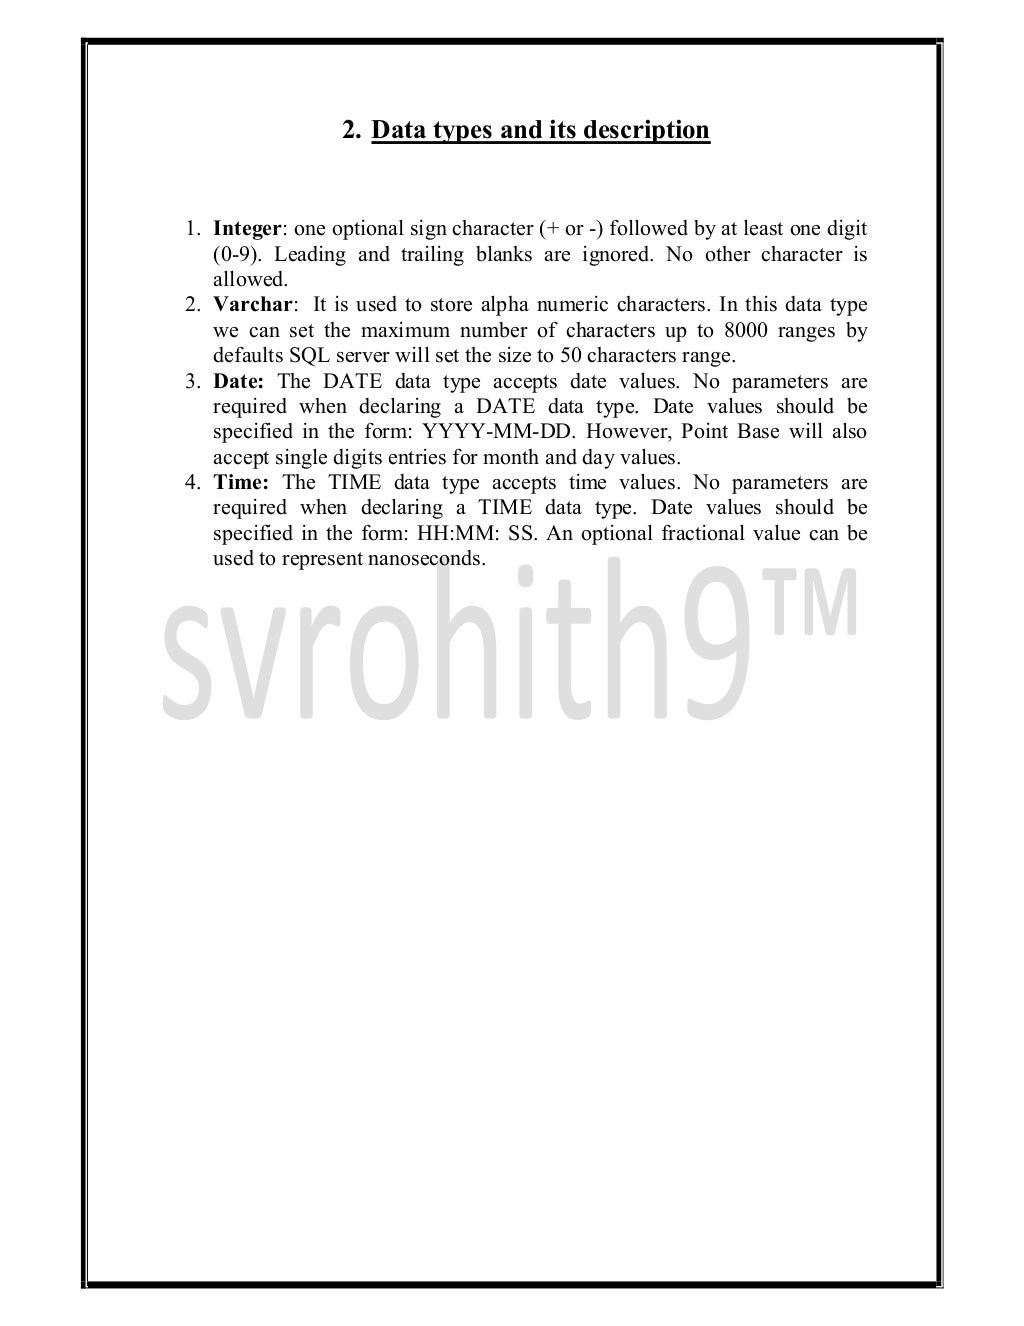 2. Data types and its description
1. Integer: one optional sign character (+ or -) followed by at least one digit
(0-9). Leading and trailing blanks are ignored. No other character is
allowed.
2. Varchar: It is used to store alpha numeric characters. In this data type
we can set the maximum number of characters up to 8000 ranges by
defaults SQL server will set the size to 50 characters range.
3. Date: The DATE data type accepts date values. No parameters are
required when declaring a DATE data type. Date values should be
specified in the form: YYYY-MM-DD. However, Point Base will also
accept single digits entries for month and day values.
4. Time: The TIME data type accepts time values. No parameters are
required when declaring a TIME data type. Date values should be
specified in the form: HH:MM: SS. An optional fractional value can be
used to represent nanoseconds.
svrohith9™